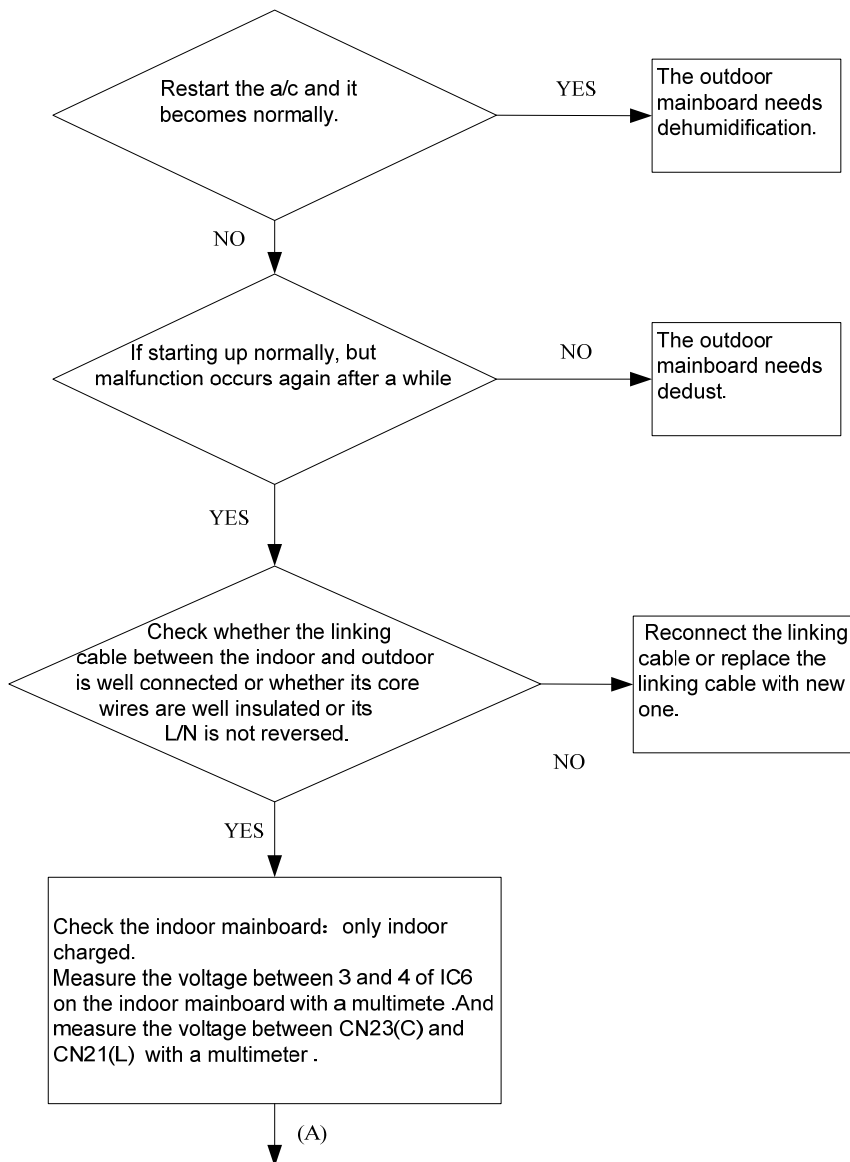 Restart the a/c and it
becomes normally.
YES
The outdoor
mainboard needs
dehumidification.
NO
If starting up normally, but
malfunction occurs again after a while
NO
The outdoor
mainboard needs
dedust.
YES
Check whether the linking
cable between the indoor and outdoor
is well connected or whether its core
wires are well insulated or its
L/N is not reversed.
NO
Reconnect the linking
cable or replace the
linking cable with new
one.
YES
Check the indoor mainboard：only indoor
charged.
Measure the voltage between 3 and 4 of IC6
on the indoor mainboard with a multimete .And
measure the voltage between CN23(C) and
CN21(L) with a multimeter .
(A)